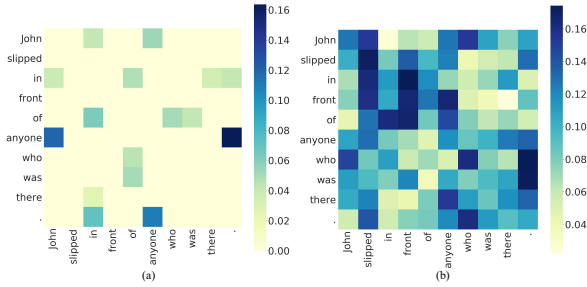 John
slipped
in
front
of
anyone
who
was
there
.
John
slipped
in
front
of
anyone
who
was
there
.
0.16
0.14
0.12
0.10
0.08
0.06
0.04
0.02
0.00
(a)
John
slipped
in
front
of
anyone
who
was
there
.
John
slipped
in
front
of
anyone
who
was
there
.
0.16
0.14
0.12
0.10
0.08
0.06
0.04
(b)